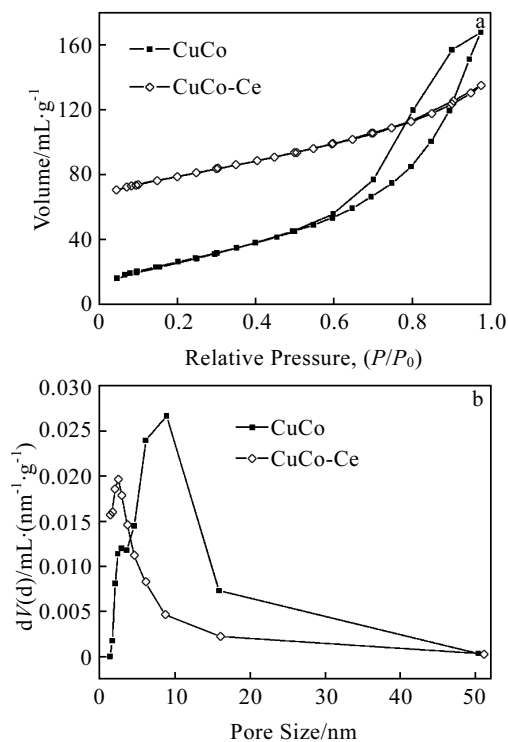 a
160
120
80
40
0
Volume/mL·g⁻¹
CuCo
CuCo-Ce
0 0.2 0.4 0.6 0.8 1.0
Relative Pressure, (P/P₀)
b
0.030
0.025
0.020
0.015
0.010
0.005
0
dV(d)/mL·(nm⁻¹·g⁻¹)
CuCo
CuCo-Ce
0 10 20 30 40 50
Pore Size/nm